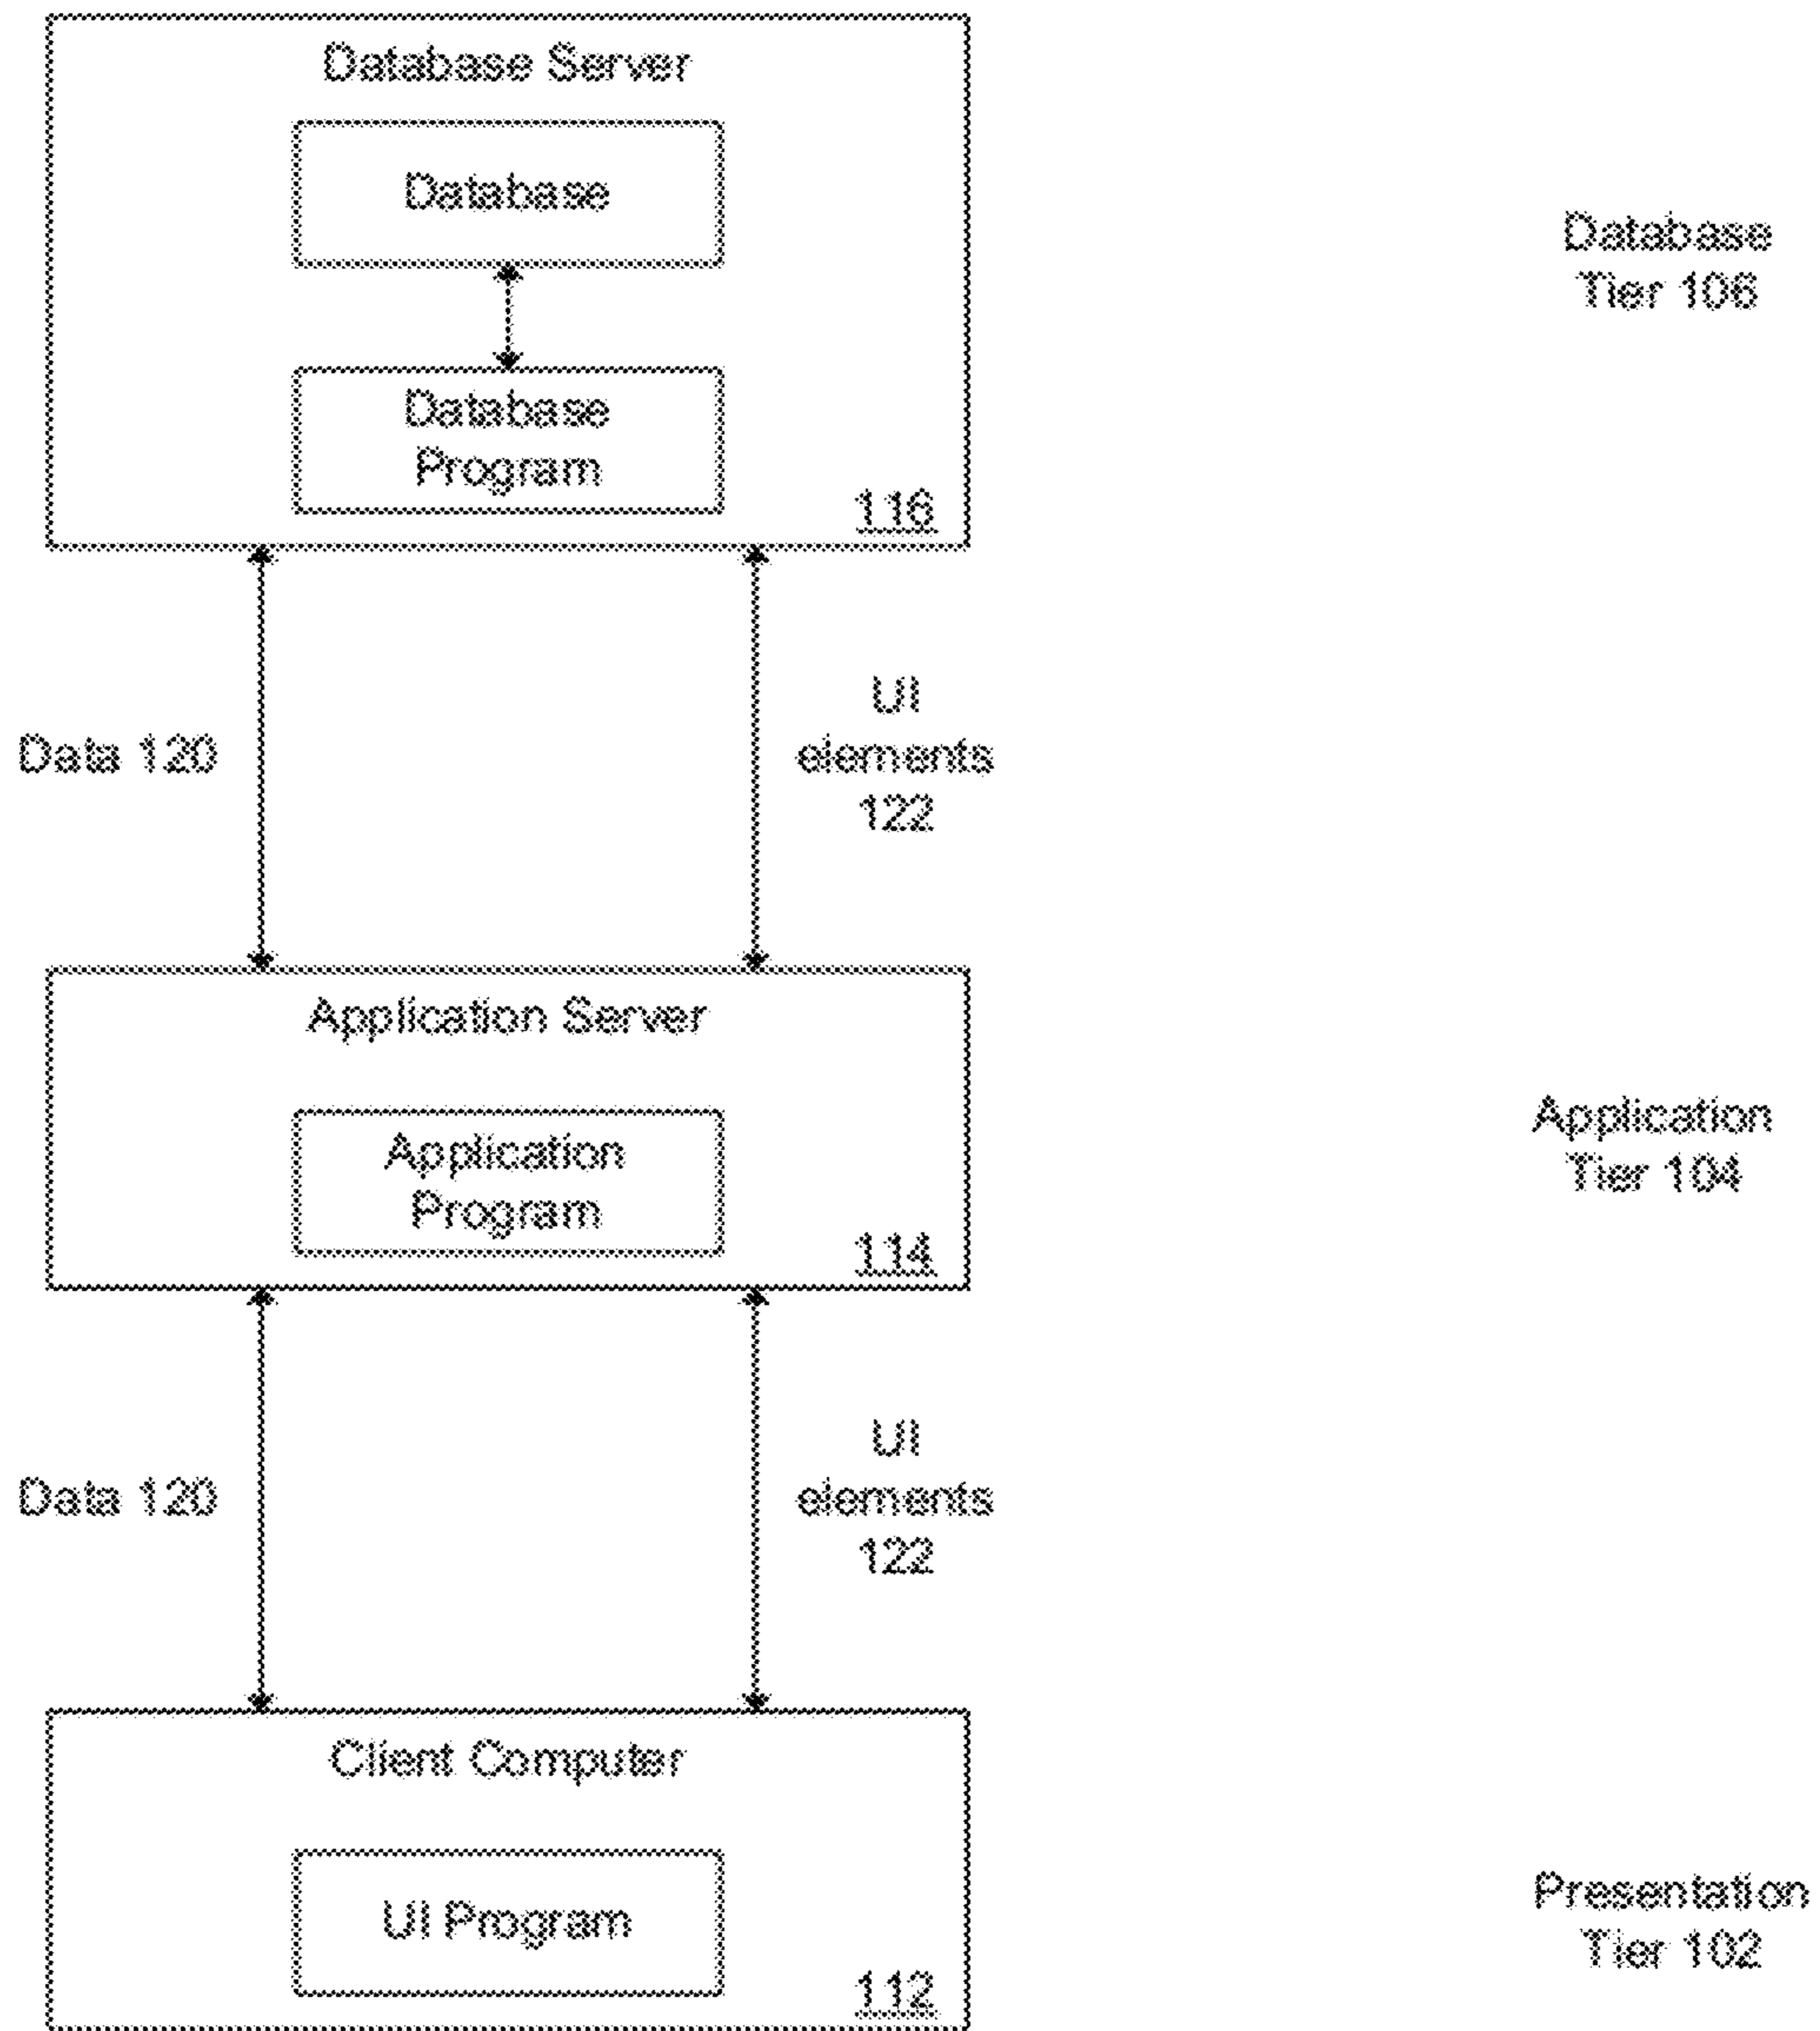 Database Server
Database
Database
Tier 106
Database
Program
116
Data 120
UI
elements
122
Application Server
Application
Program
114
Application
Tier 104
Data 120
UI
elements
122
Client Computer
UI Program
112
Presentation
Tier 102